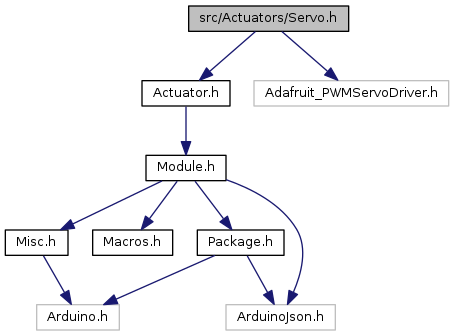 src/Actuators/Servo.h
Actuator.h
Adafruit_PWMServoDriver.h
Module.h
Misc.h
Macros.h
Package.h
Arduino.h
ArduinoJson.h